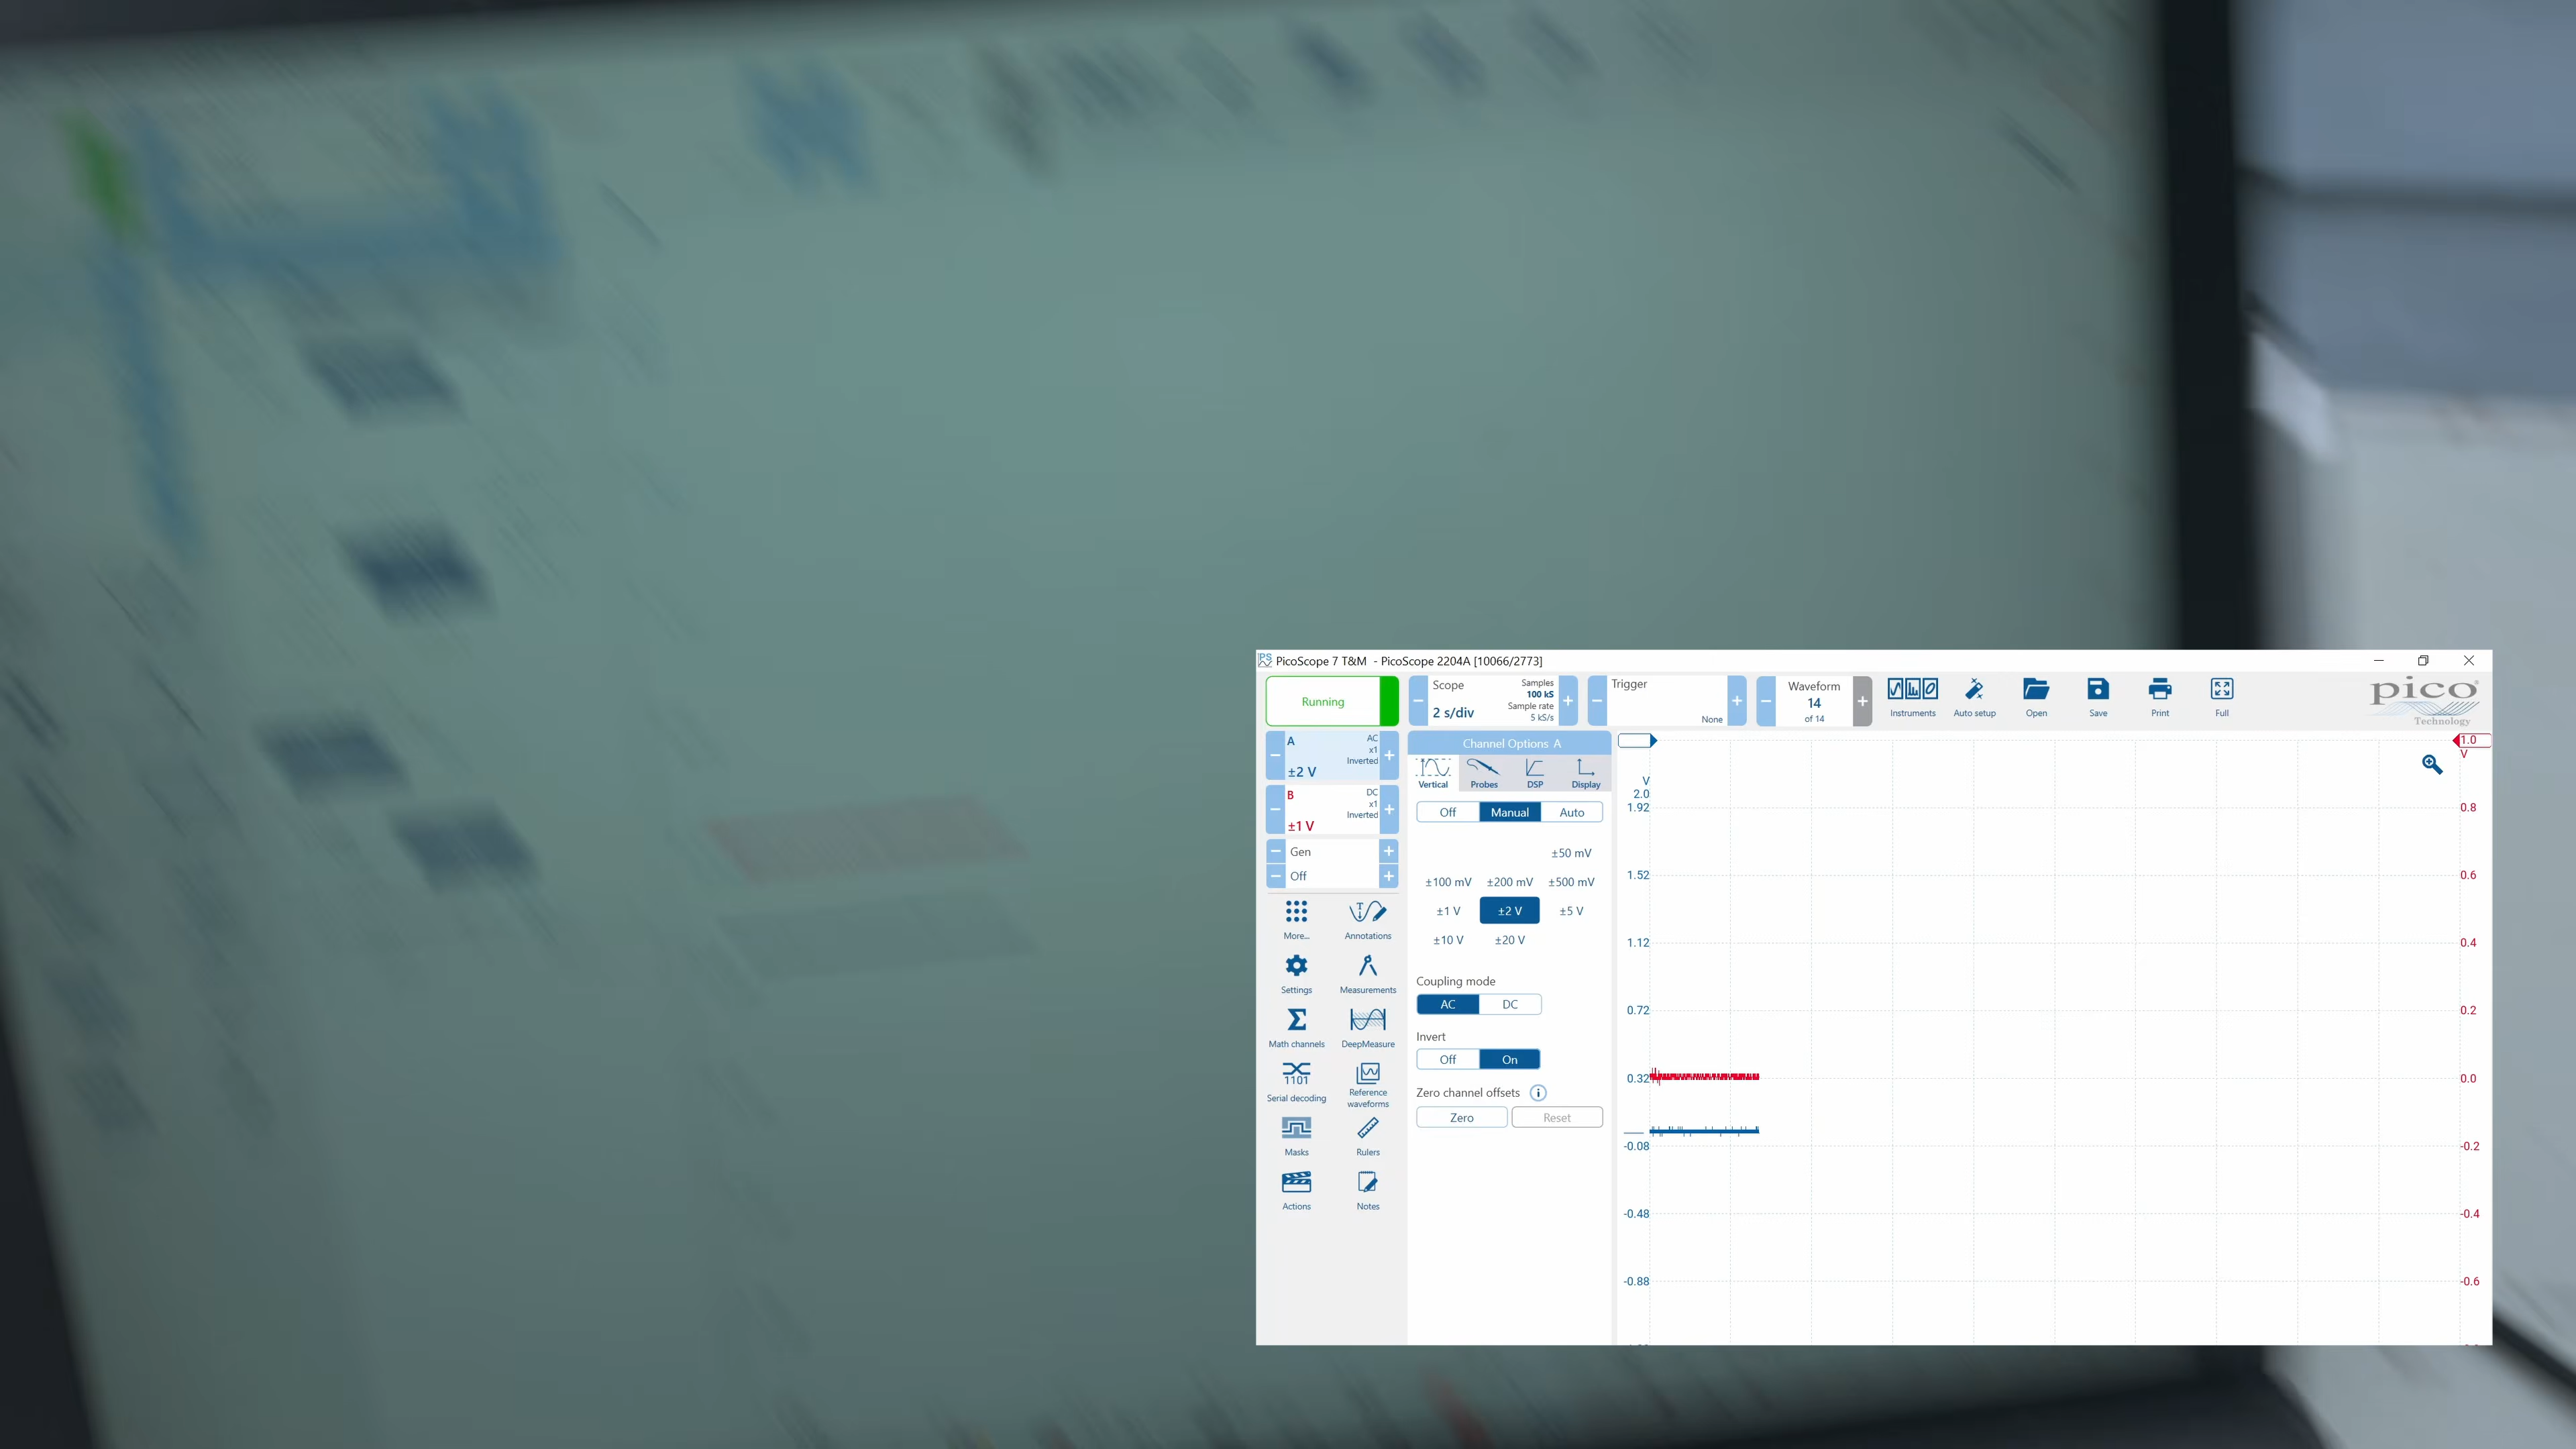 PicoScope 7 T&M - PicoScope 2204A [10066/2773]
Running
Scope
2 s/div
Samples
100 kS
Sample rate
5 kS/s
Trigger
None
Waveform
14
of 14
Instruments
Auto setup
Open
Save
Print
Full
pico
Technology
A
AC
x1
Inverted
±2 V
B
DC
x1
Inverted
±1 V
Gen
Off
More...
Annotations
Settings
Measurements
Math channels
DeepMeasure
Serial decoding
Reference
waveforms
Masks
Rulers
Actions
Notes
Channel Options A
Vertical
Probes
DSP
Display
Off
Manual
Auto
±50 mV
±100 mV
±200 mV
±500 mV
±1 V
±2 V
±5 V
±10 V
±20 V
Coupling mode
AC
DC
Invert
Off
On
Zero channel offsets
Zero
Reset
V
2.0
1.92
1.52
1.12
0.72
0.32
-0.08
-0.48
-0.88
1.0
V
0.8
0.6
0.4
0.2
0.0
-0.2
-0.4
-0.6